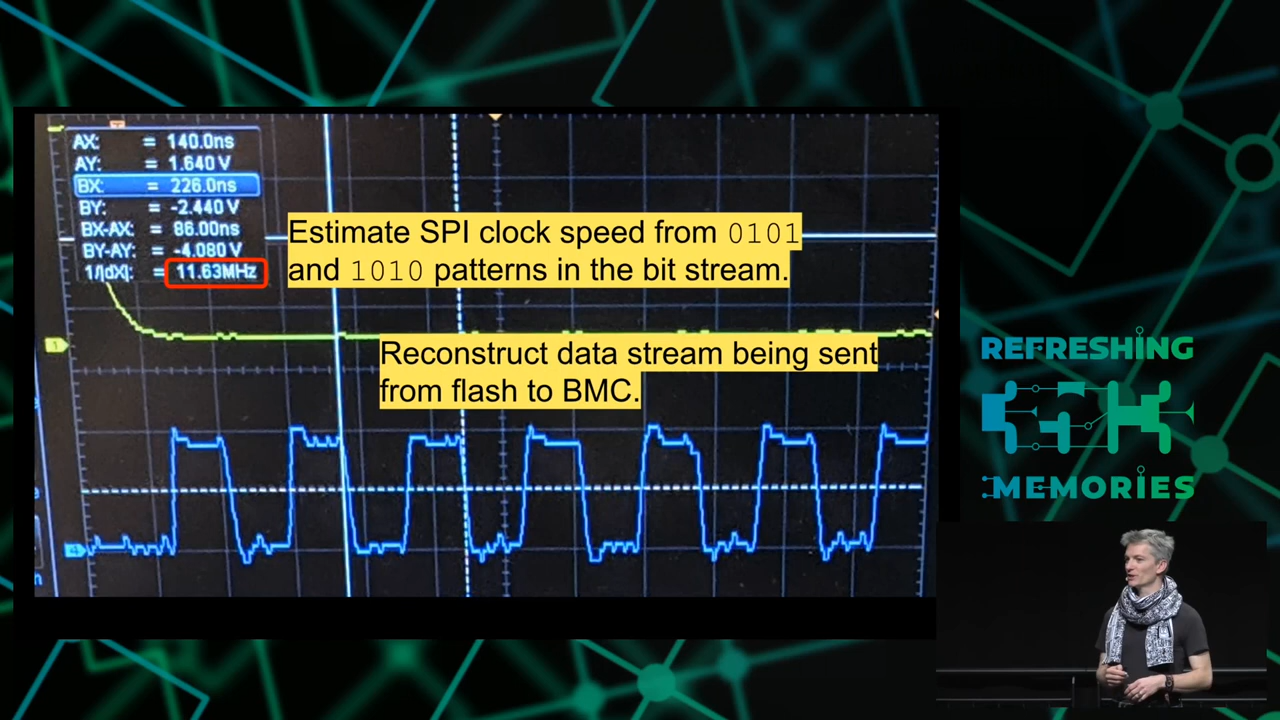 AX: = 140.0ns
AY: = 1.640 V
BX: = 226.0ns
BY: = -2.440 V
BX-AX: = 86.00ns
BY-AY: = -4.080 V
1/|dX|: = 11.63MHz
Estimate SPI clock speed from 0101
and 1010 patterns in the bit stream.
Reconstruct data stream being sent
from flash to BMC.
1
4
REFRESHING
MEMORIES